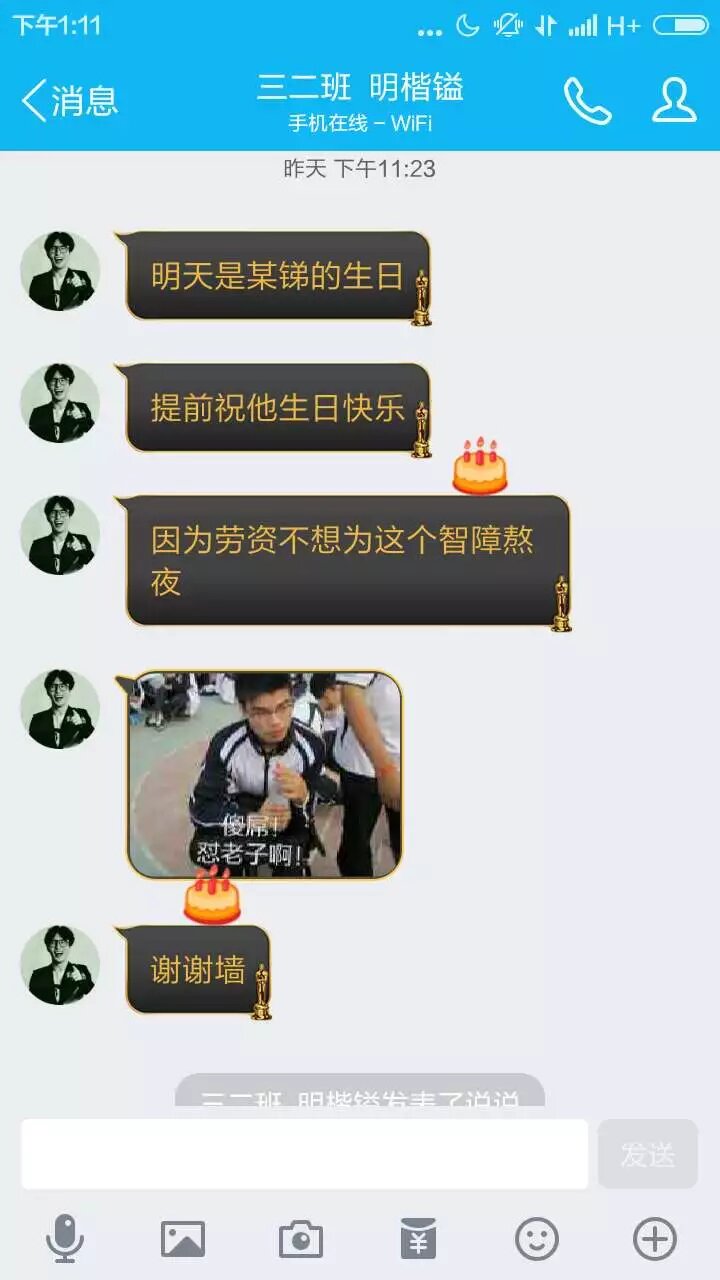 下午1:11
H+
消息
三二班 明楷镒
手机在线 – WiFi
昨天 下午11:23
明天是某锑的生日
提前祝他生日快乐
因为劳资不想为这个智障熬
夜
傻屌!
怼老子啊!
谢谢墙
三二班 明楷镒发表了说说
发送